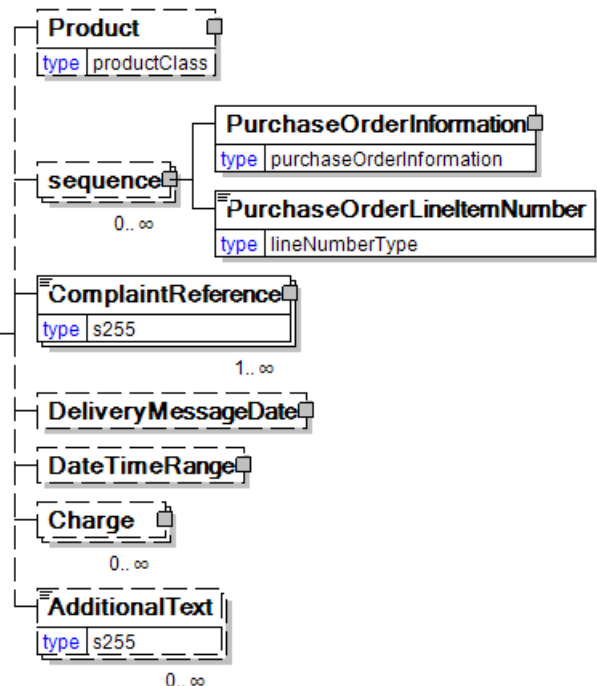 Product
type productClass
PurchaseOrderInformation
type purchaseOrderInformation
sequence
0.. ∞
PurchaseOrderLineItemNumber
type lineNumberType
ComplaintReference
type s255
1.. ∞
DeliveryMessageDate
DateTimeRange
Charge
0.. ∞
AdditionalText
type s255
0.. ∞